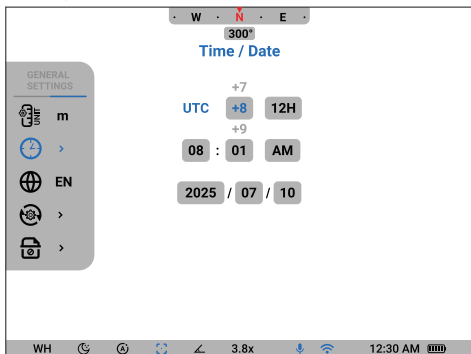 · W · N · E ·
300°
Time / Date
GENERAL
SETTINGS
UNIT m
>
EN
>
>
+7
UTC +8 12H
+9
08 : 01 AM
2025 / 07 / 10
WH A 3.8x 12:30 AM